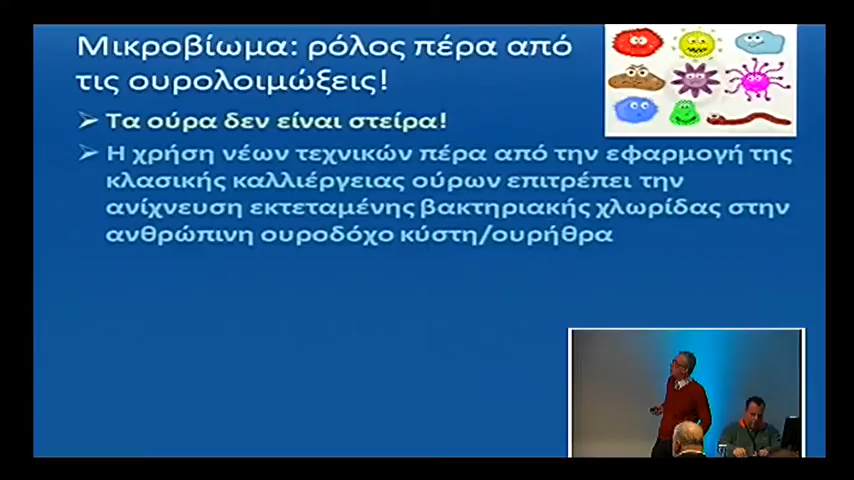 Μικροβίωμα: ρόλος πέρα από
τις ουρολοιμώξεις!
Τα ούρα δεν είναι στείρα!
Η χρήση νέων τεχνικών πέρα από την εφαρμογή της
κλασικής καλλιέργειας ούρων επιτρέπει την
ανίχνευση εκτεταμένης βακτηριακής χλωρίδας στην
ανθρώπινη ουροδόχο κύστη/ουρήθρα